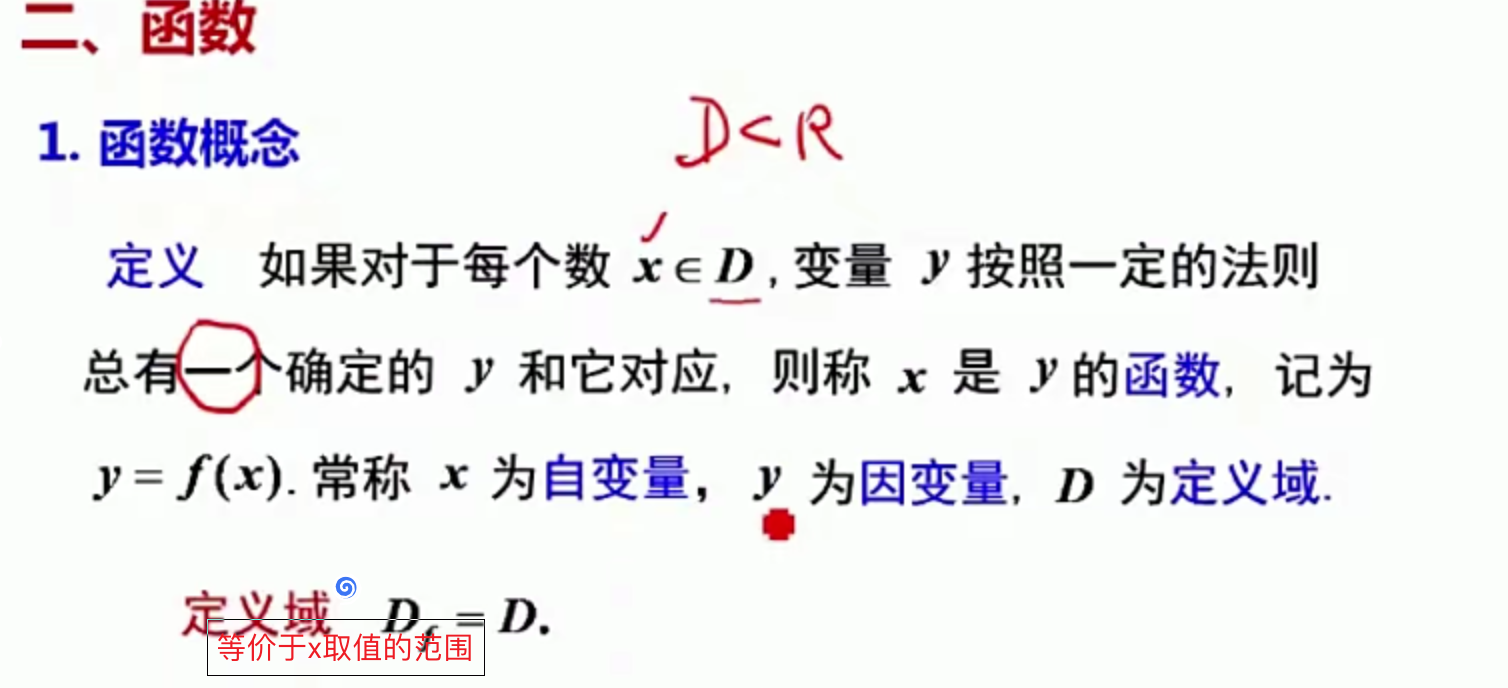 二、函数
1. 函数概念
D⊂R
定义 如果对于每个数 x∈D, 变量 y 按照一定的法则
总有一个确定的 y 和它对应, 则称 x 是 y 的函数, 记为
y = f(x). 常称 x 为自变量, y 为因变量, D 为定义域.
定义域 D_f = D.
等价于x取值的范围